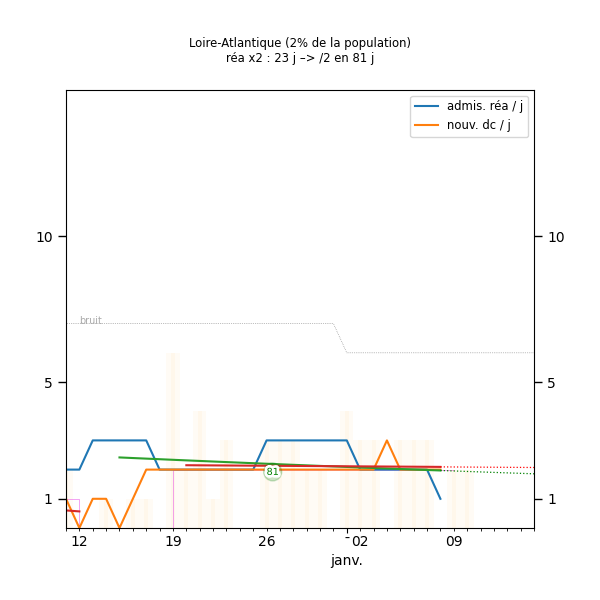 Loire-Atlantique (2% de la population)
réa x2 : 23 j –> /2 en 81 j
admis. réa / j
nouv. dc / j
10
10
bruit
5
5
81
1
1
12
19
26
02
09
janv.